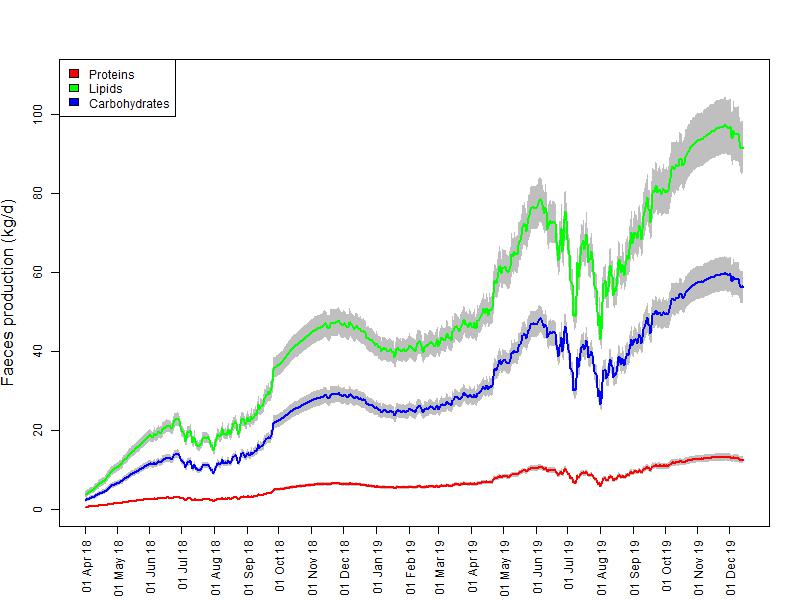 Proteins
Lipids
Carbohydrates
Faeces production (kg/d)
100
80
60
40
20
0
01 Apr 18
01 May 18
01 Jun 18
01 Jul 18
01 Aug 18
01 Sep 18
01 Oct 18
01 Nov 18
01 Dec 18
01 Jan 19
01 Feb 19
01 Mar 19
01 Apr 19
01 May 19
01 Jun 19
01 Jul 19
01 Aug 19
01 Sep 19
01 Oct 19
01 Nov 19
01 Dec 19